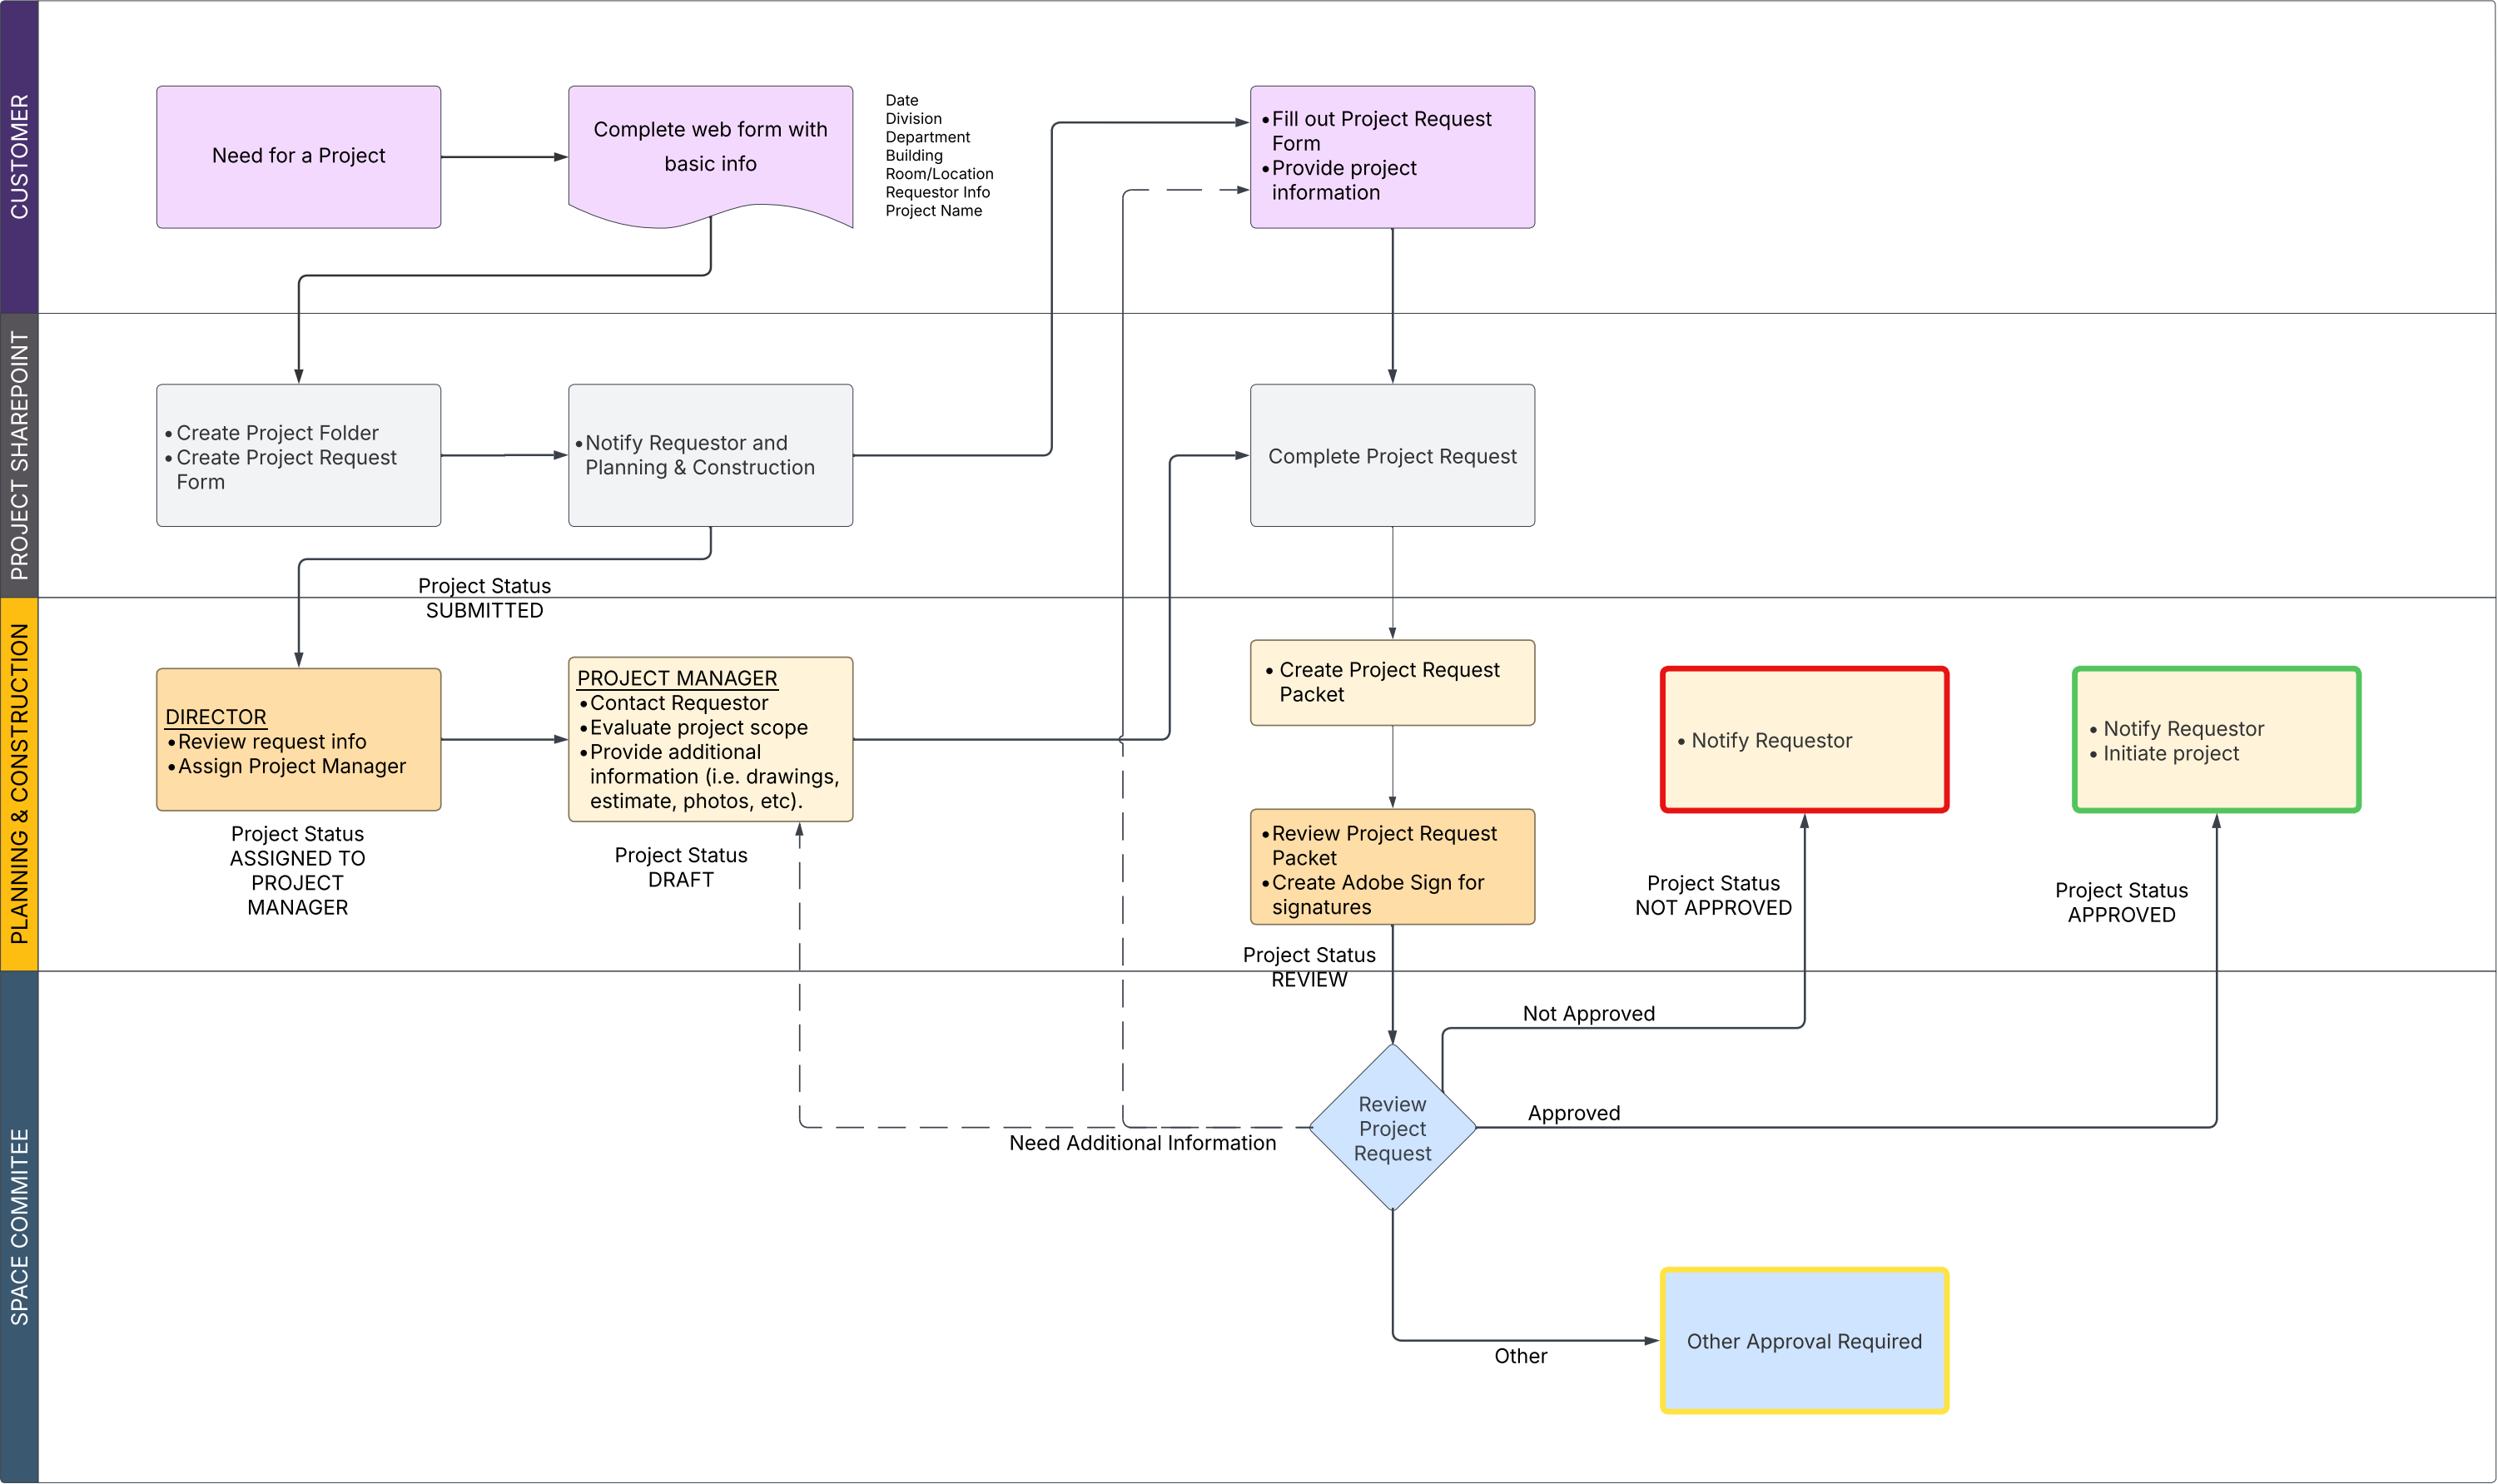 CUSTOMER
Need for a Project
Complete web form with
basic info
Date
Division
Department
Building
Room/Location
Requestor Info
Project Name
•Fill out Project Request
Form
•Provide project
information
PROJECT SHAREPOINT
•Create Project Folder
•Create Project Request
Form
•Notify Requestor and
Planning & Construction
Complete Project Request
Project Status
SUBMITTED
PLANNING & CONSTRUCTION
DIRECTOR
•Review request info
•Assign Project Manager
Project Status
ASSIGNED TO
PROJECT
MANAGER
PROJECT MANAGER
•Contact Requestor
•Evaluate project scope
•Provide additional
information (i.e. drawings,
estimate, photos, etc).
Project Status
DRAFT
• Create Project Request
Packet
•Review Project Request
Packet
•Create Adobe Sign for
signatures
Project Status
REVIEW
• Notify Requestor
Project Status
NOT APPROVED
• Notify Requestor
• Initiate project
Project Status
APPROVED
SPACE COMMITEE
Not Approved
Approved
Review
Project
Request
Need Additional Information
Other
Other Approval Required